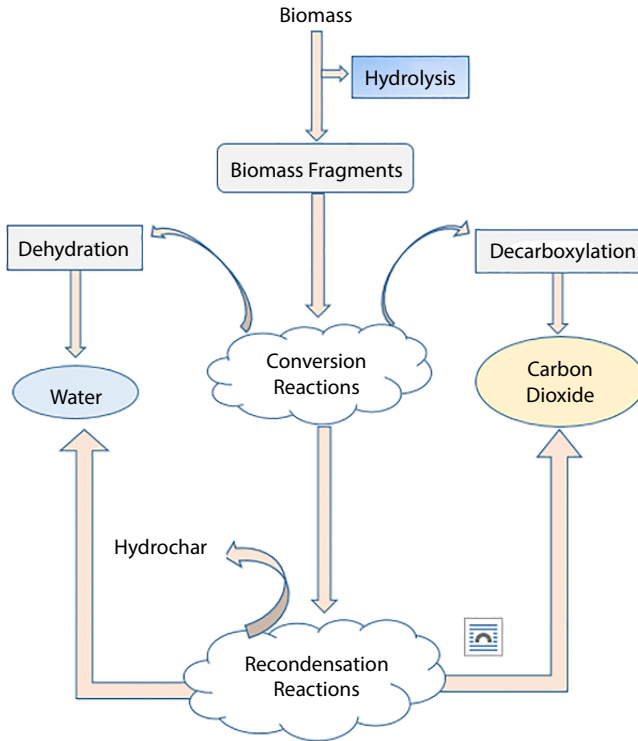 Biomass
Hydrolysis
Biomass Fragments
Dehydration
Decarboxylation
Conversion
Reactions
Water
Carbon
Dioxide
Hydrochar
Recondensation
Reactions